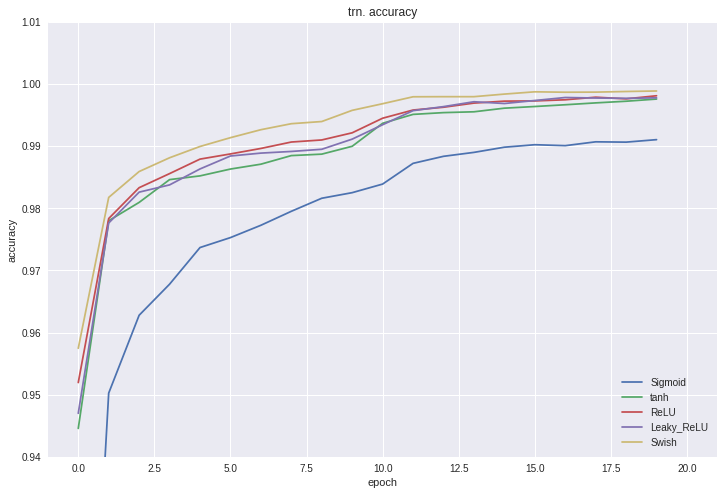 trn. accuracy
1.01
1.00
0.99
0.98
0.97
0.96
0.95
0.94
accuracy
0.0
2.5
5.0
7.5
10.0
12.5
15.0
17.5
20.0
epoch
Sigmoid
tanh
ReLU
Leaky_ReLU
Swish